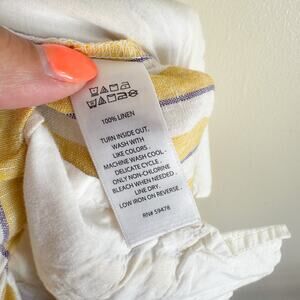 100% LINEN
TURN INSIDE OUT,
WASH WITH
LIKE COLORS.
MACHINE WASH COOL -
DELICATE CYCLE.
ONLY NON-CHLORINE
BLEACH WHEN NEEDED.
LINE DRY.
LOW IRON ON REVERSE.
RN# 59478